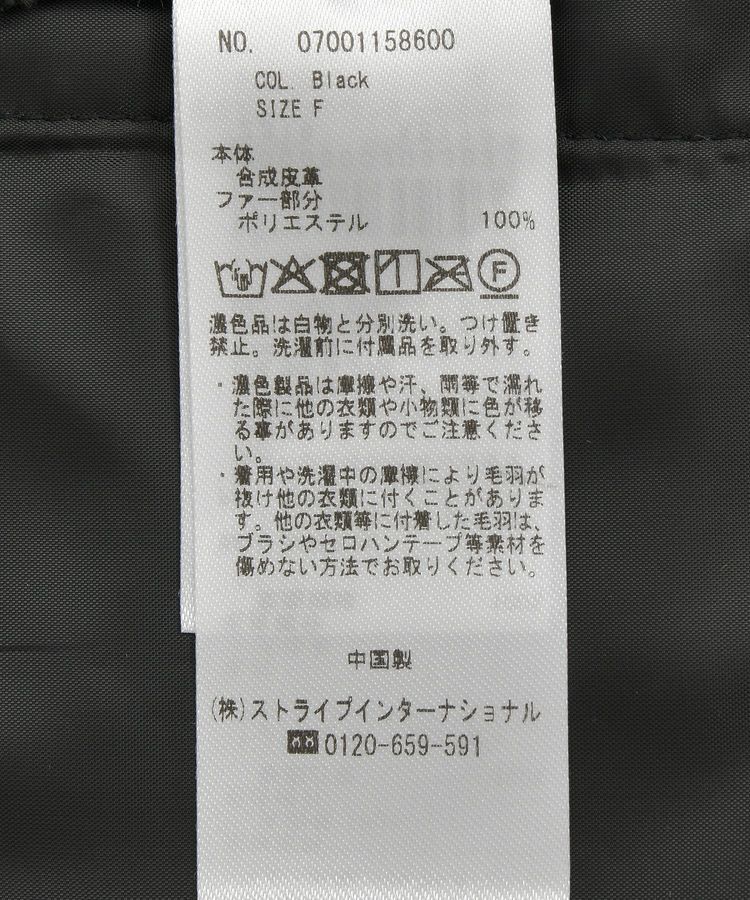 NO. 07001158600
COL. Black
SIZE F
本体
合成皮革
ファー部分
ポリエステル 100%
F
濃色品は白物と分別洗い。つけ置き
禁止。洗濯前に付属品を取り外す。
・濃色製品は摩擦や汗、雨等で濡れ
た際に他の衣類や小物類に色が移
る事がありますのでご注意くださ
い。
・着用や洗濯中の摩擦により毛羽が
抜け他の衣類に付くことがありま
す。他の衣類等に付着した毛羽は、
ブラシやセロハンテープ等素材を
傷めない方法でお取りください。
中国製
(株)ストライプインターナショナル
0120-659-591